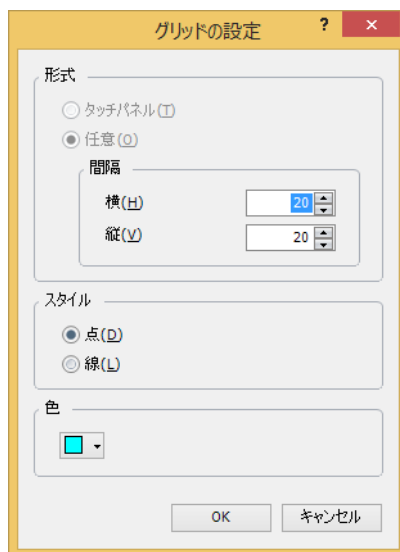 グリッドの設定
?
×
形式
タッチパネル(T)
任意(O)
間隔
横(H)
20
縦(V)
20
スタイル
点(D)
線(L)
色
OK
キャンセル